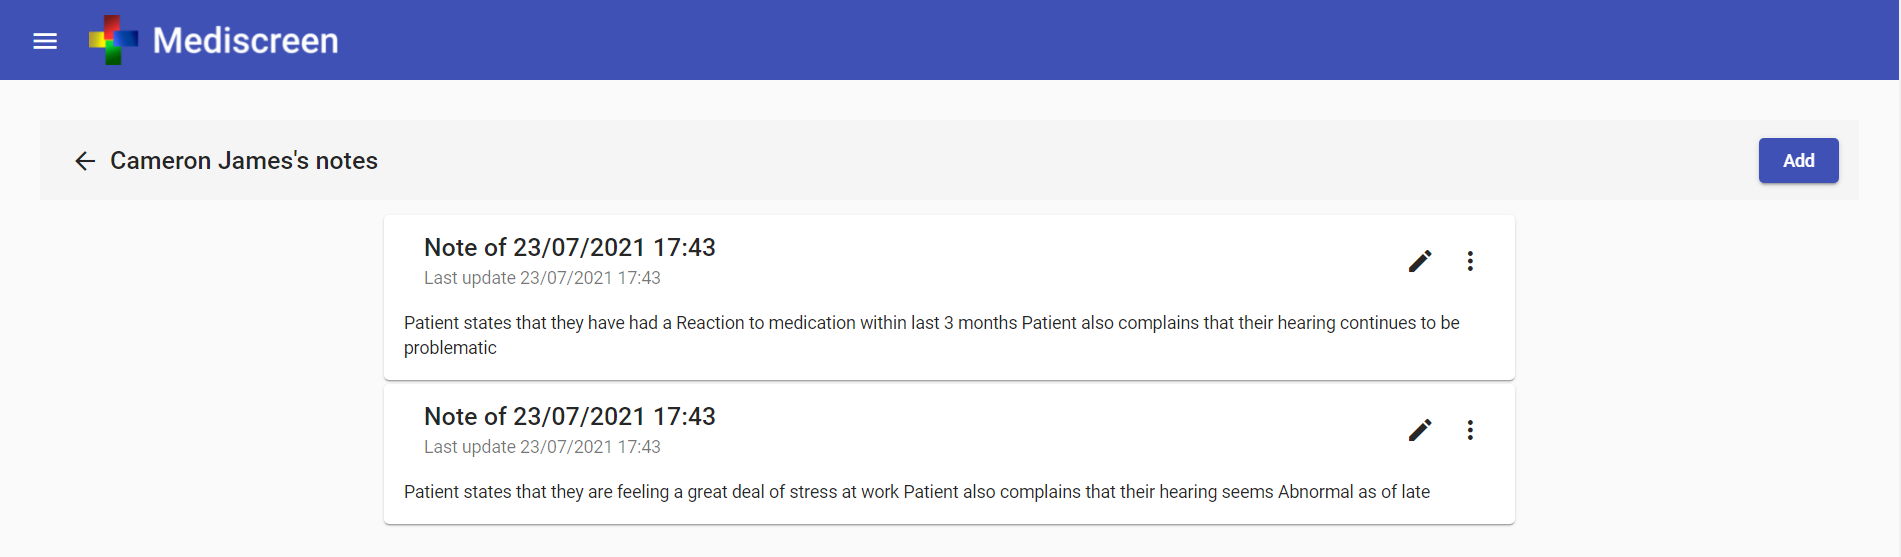 Mediscreen
Cameron James's notes
Add
Note of 23/07/2021 17:43
Last update 23/07/2021 17:43
Patient states that they have had a Reaction to medication within last 3 months Patient also complains that their hearing continues to be
problematic
Note of 23/07/2021 17:43
Last update 23/07/2021 17:43
Patient states that they are feeling a great deal of stress at work Patient also complains that their hearing seems Abnormal as of late